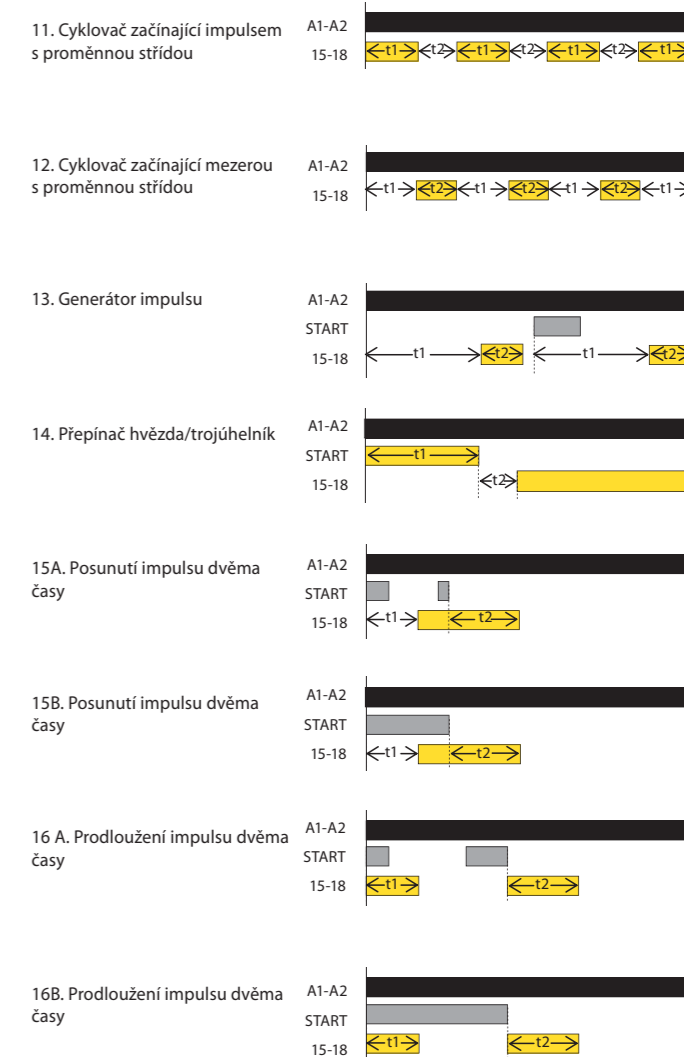 11. Cyklovač začínající impulsem
s proměnnou střídou
A1-A2
15-18
t1 t2 t1 t2 t1 t2 t1
12. Cyklovač začínající mezerou
s proměnnou střídou
A1-A2
15-18
t1 t2 t1 t2 t1 t2 t1
13. Generátor impulsu
A1-A2
START
15-18
t1 t2 t1 t2
14. Přepínač hvězda/trojúhelník
A1-A2
START
t1
15-18
t2
15A. Posunutí impulsu dvěma
časy
A1-A2
START
15-18
t1 t2
15B. Posunutí impulsu dvěma
časy
A1-A2
START
15-18
t1 t2
16 A. Prodloužení impulsu dvěma
časy
A1-A2
START
15-18
t1 t2
16B. Prodloužení impulsu dvěma
časy
A1-A2
START
15-18
t1 t2